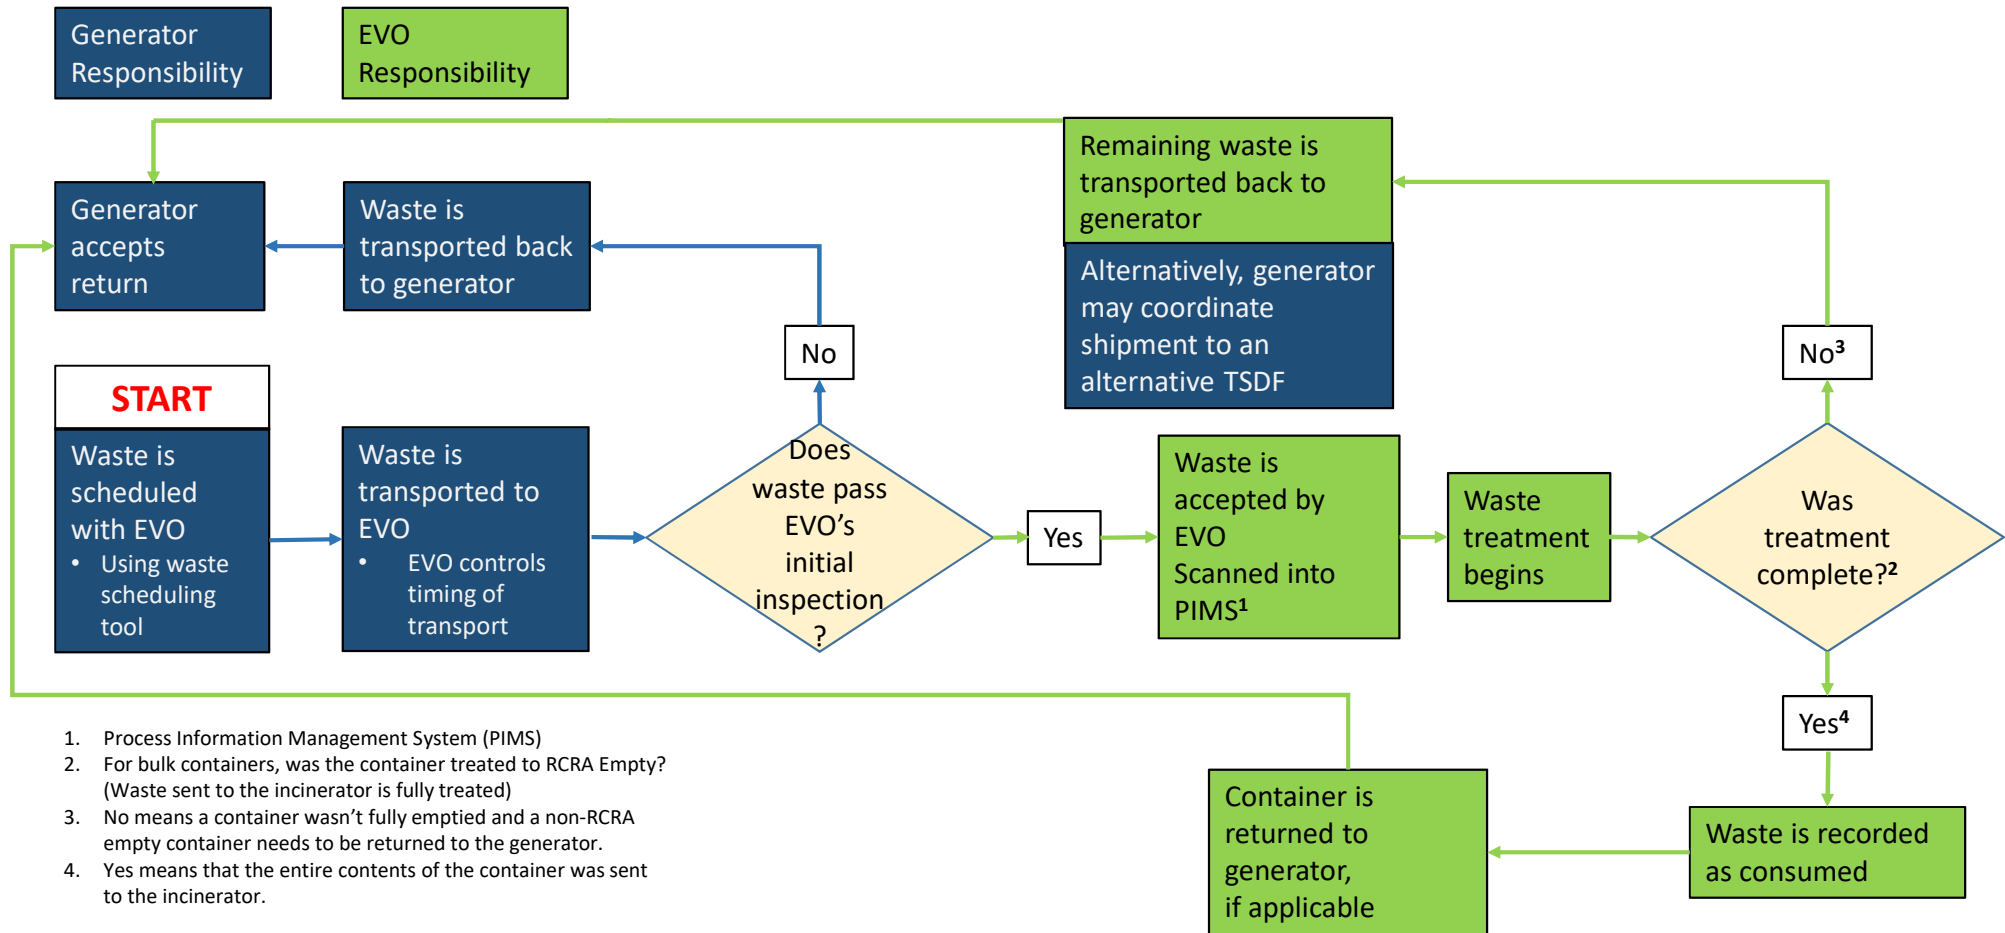 Generator
Responsibility
EVO
Responsibility
Generator
accepts
return
Waste is
transported back
to generator
Remaining waste is
transported back to
generator
Alternatively, generator
may coordinate
shipment to an
alternative TSDF
No
No³
START
Waste is
scheduled
with EVO
• Using waste
scheduling
tool
Waste is
transported to
EVO
• EVO controls
timing of
transport
Does
waste pass
EVO’s
initial
inspection
?
Yes
Waste is
accepted by
EVO
Scanned into
PIMS¹
Waste
treatment
begins
Was
treatment
complete?²
Yes⁴
Waste is recorded
as consumed
Container is
returned to
generator,
if applicable
1. Process Information Management System (PIMS)
2. For bulk containers, was the container treated to RCRA Empty?
(Waste sent to the incinerator is fully treated)
3. No means a container wasn’t fully emptied and a non-RCRA
empty container needs to be returned to the generator.
4. Yes means that the entire contents of the container was sent
to the incinerator.